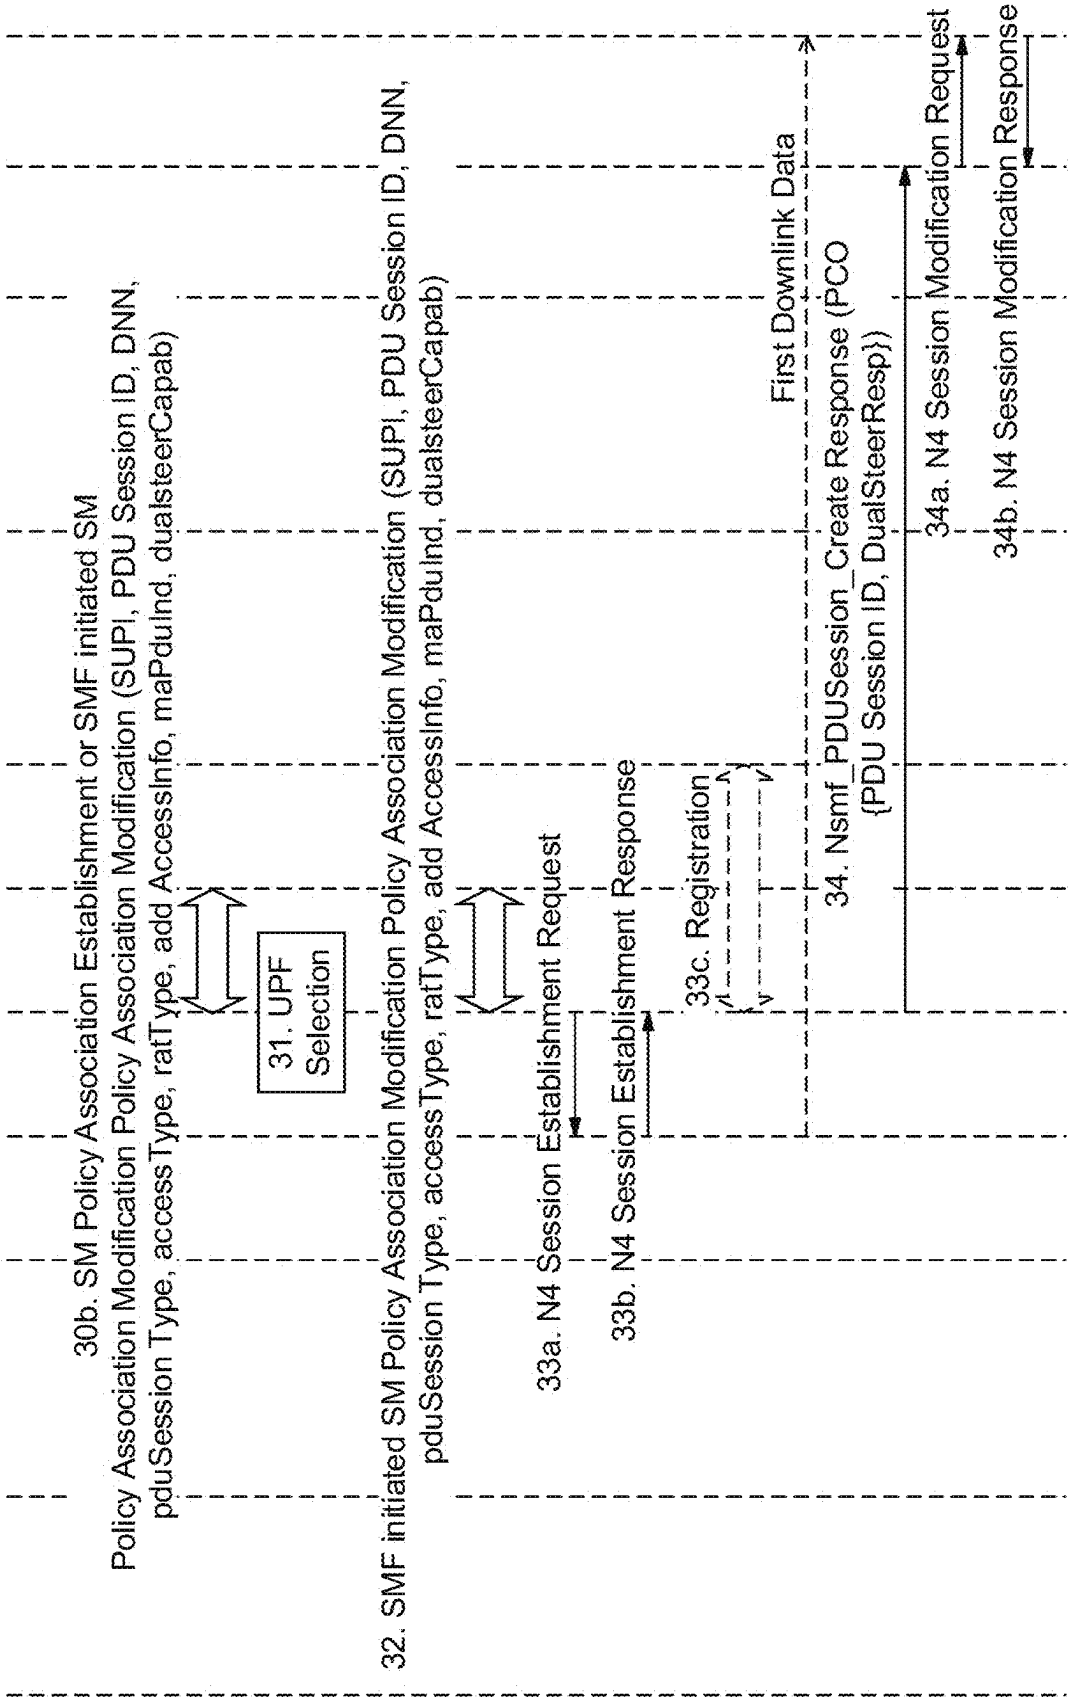 30b. SM Policy Association Establishment or SMF initiated SM
Policy Association Modification Policy Association Modification (SUPI, PDU Session ID, DNN,
pduSession Type, accessType, ratType, add AccessInfo, maPduInd, dualsteerCapab)
31. UPF
Selection
32. SMF initiated SM Policy Association Modification Policy Association Modification (SUPI, PDU Session ID, DNN,
pduSession Type, accessType, ratType, add AccessInfo, maPduInd, dualsteerCapab)
33a. N4 Session Establishment Request
33b. N4 Session Establishment Response
33c. Registration
First Downlink Data
34. Nsmf_PDUSession_Create Response (PCO
{PDU Session ID, DualSteerResp})
34a. N4 Session Modification Request
34b. N4 Session Modification Response